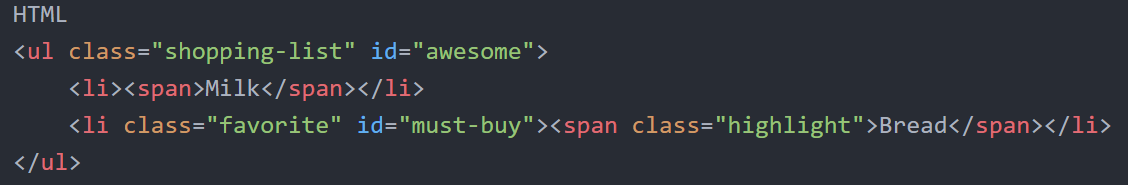 HTML
<ul class="shopping-list" id="awesome">
    <li><span>Milk</span></li>
    <li class="favorite" id="must-buy"><span class="highlight">Bread</span></li>
</ul>